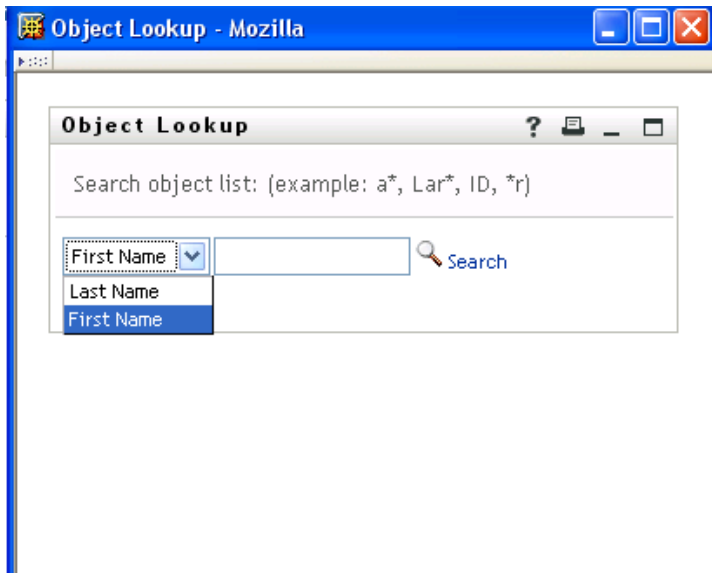 Object Lookup - Mozilla
Object Lookup ?
Search object list: (example: a*, Lar*, ID, *r)
First Name Search
Last Name
First Name